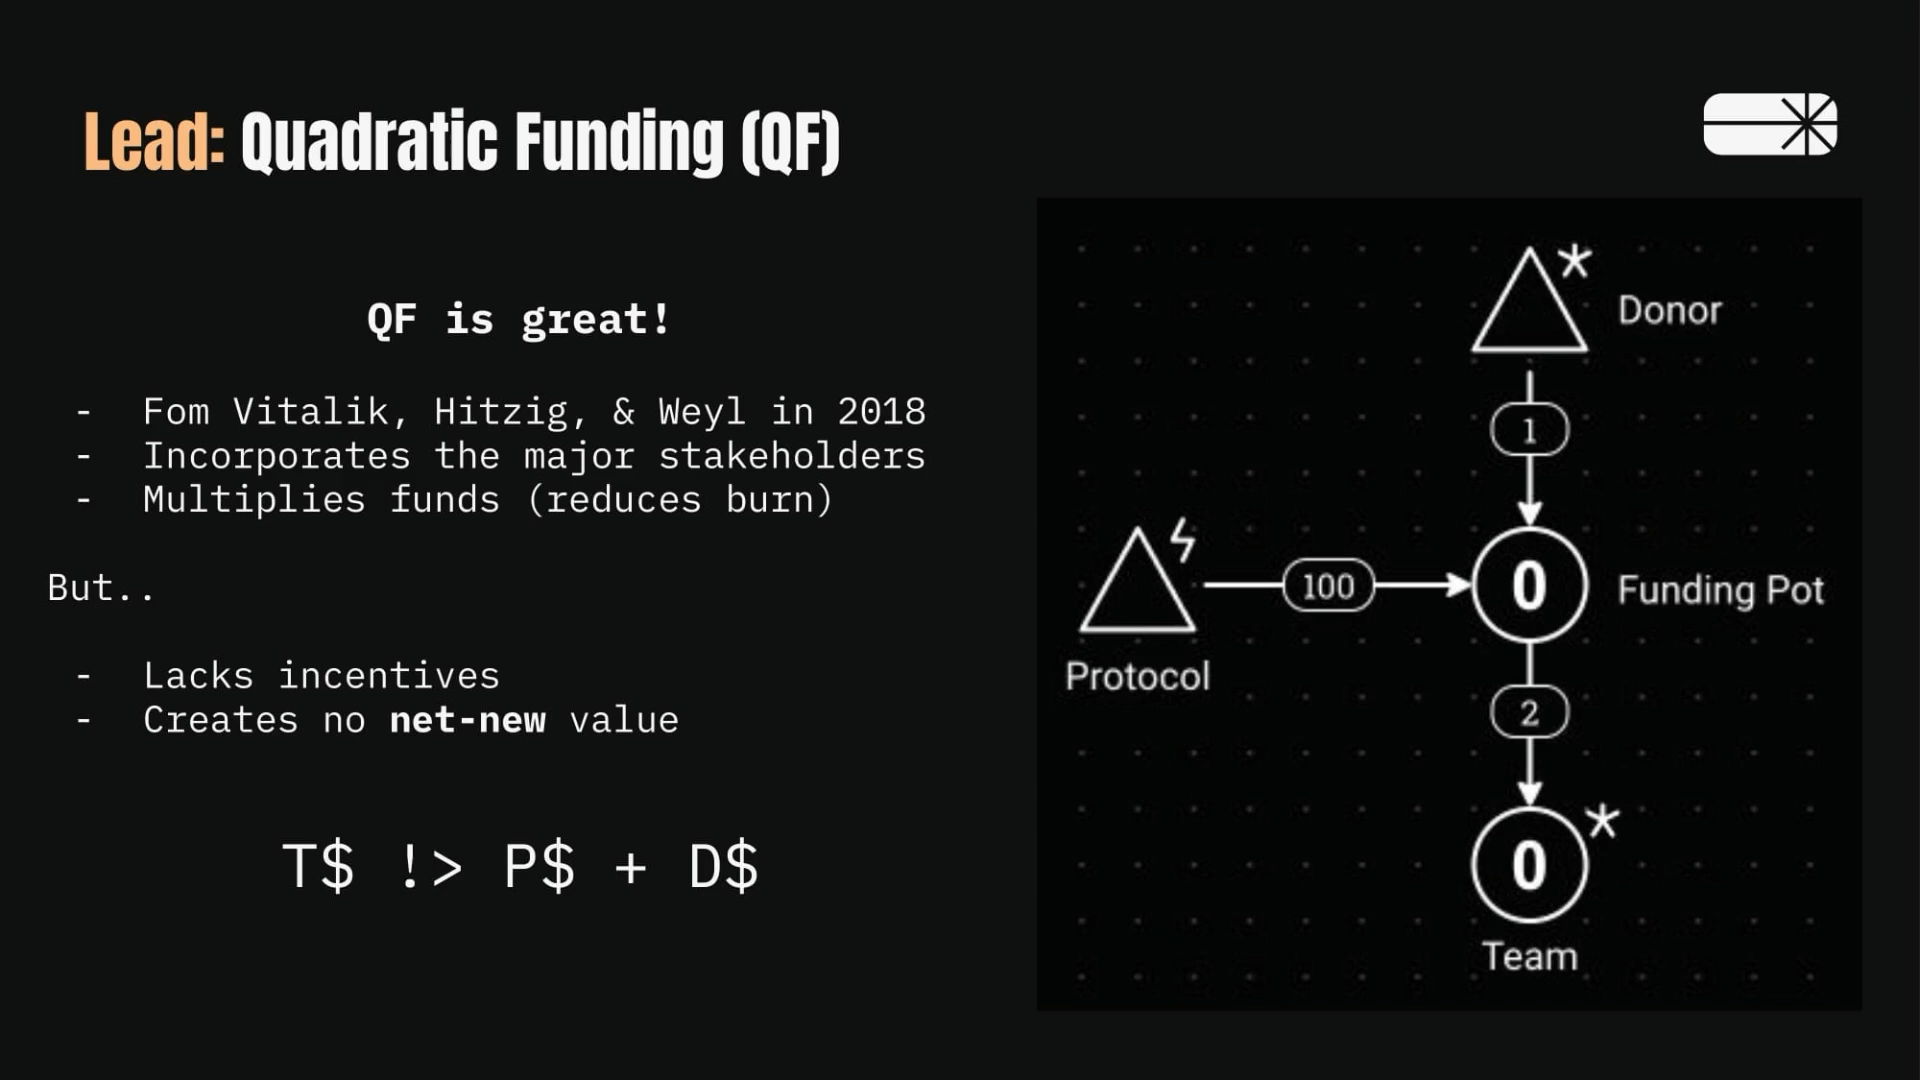 Lead: Quadratic Funding (QF)
QF is great!
- Fom Vitalik, Hitzig, & Weyl in 2018
- Incorporates the major stakeholders
- Multiplies funds (reduces burn)
But..
- Lacks incentives
- Creates no net-new value
T$ !> P$ + D$
Donor
1
100
0
Funding Pot
Protocol
2
0
Team